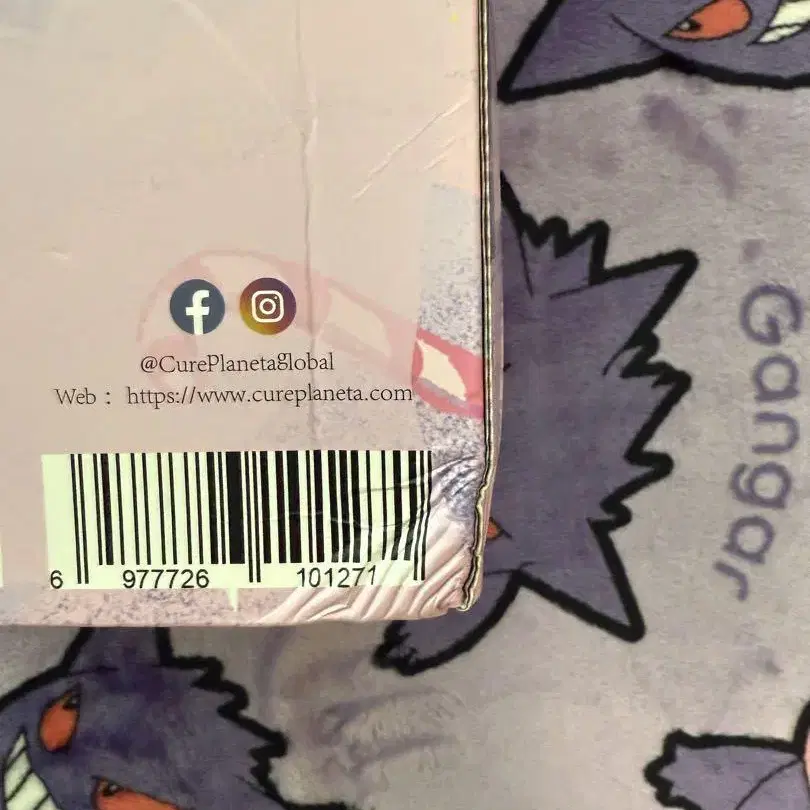 @CurePlanetaglobal
Web： https://www.cureplaneta.com
6 977726 101271
Gangar